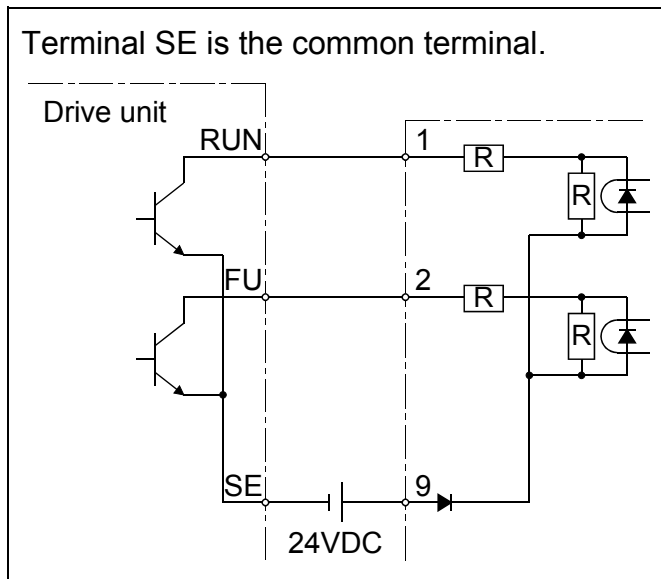 Terminal SE is the common terminal.
Drive unit
RUN
1
R
R
FU
2
R
R
SE
9
24VDC